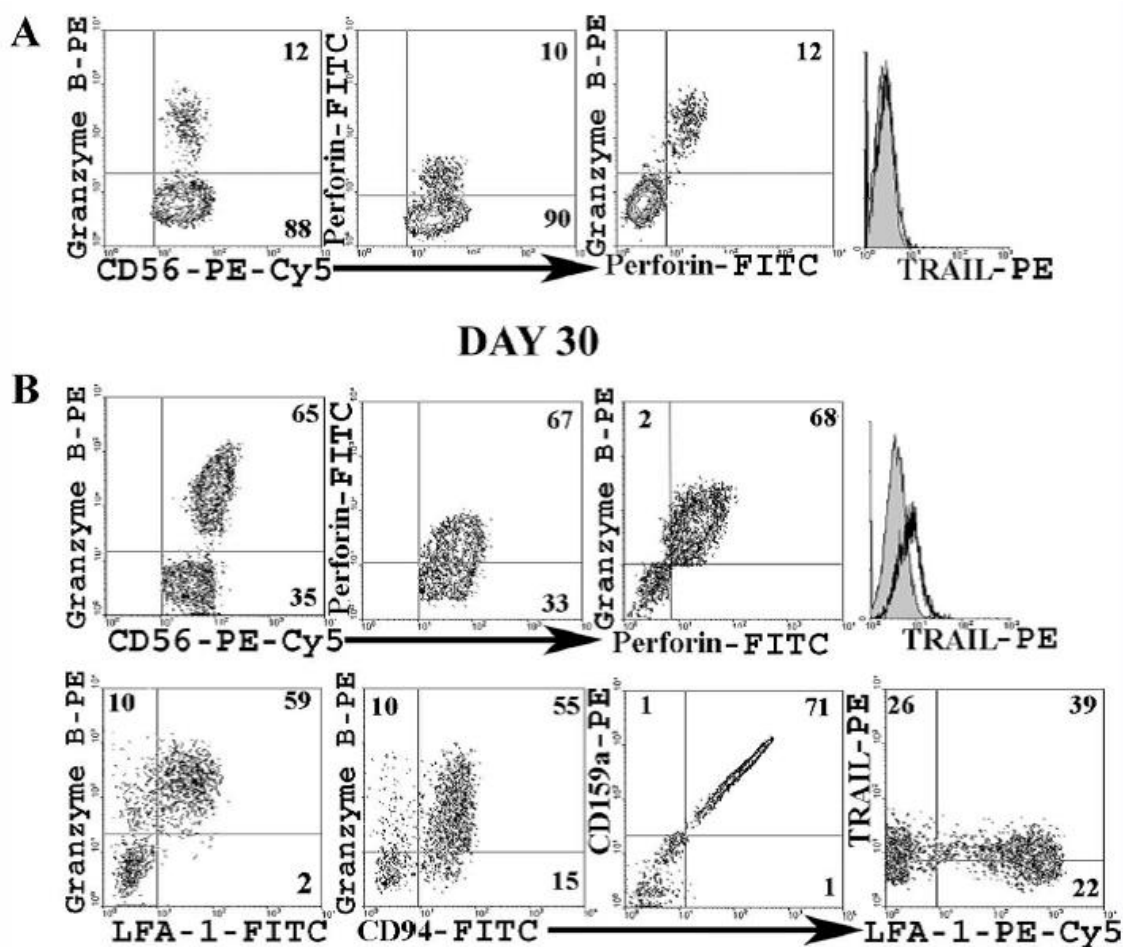 A
Granzyme B-PE
12
88
CD56-PE-Cy5
Perforin-FITC
10
90
Granzyme B-PE
12
Perforin-FITC
TRAIL-PE
DAY 30
B
Granzyme B-PE
65
35
CD56-PE-Cy5
Perforin-FITC
67
33
Granzyme B-PE
2
68
Perforin-FITC
TRAIL-PE
Granzyme B-PE
10
59
2
LFA-1-FITC
Granzyme B-PE
10
55
15
CD94-FITC
CD159a-PE
1
71
1
TRAIL-PE
26
39
22
LFA-1-PE-Cy5